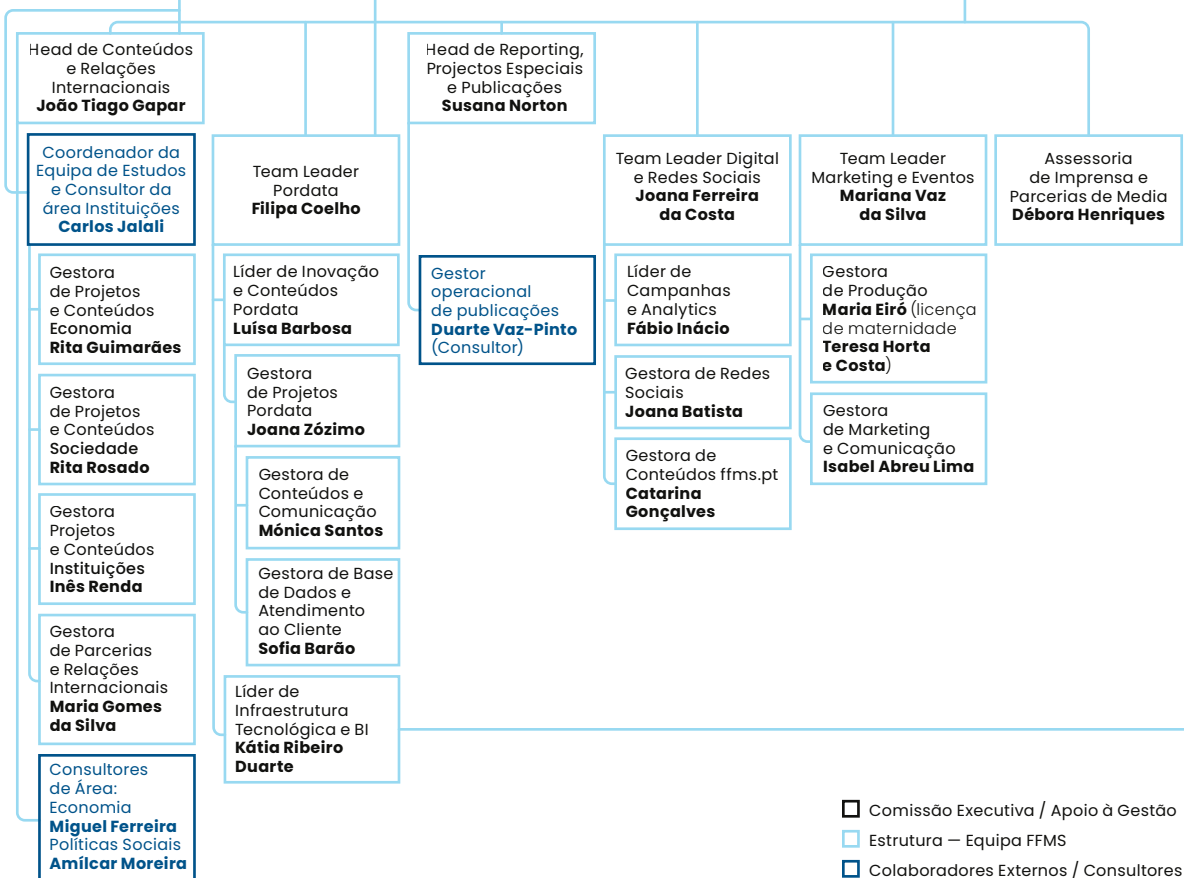 Head de Conteúdos
e Relações
Internacionais
João Tiago Gapar
Head de Reporting,
Projectos Especiais
e Publicações
Susana Norton
Coordenador da
Equipa de Estudos
e Consultor da
área Instituições
Carlos Jalali
Team Leader
Pordata
Filipa Coelho
Team Leader Digital
e Redes Sociais
Joana Ferreira
da Costa
Team Leader
Marketing e Eventos
Mariana Vaz
da Silva
Assessoria
de Imprensa e
Parcerias de Media
Débora Henriques
Gestora
de Projetos
e Conteúdos
Economia
Rita Guimarães
Gestora
de Projetos
e Conteúdos
Sociedade
Rita Rosado
Gestora
Projetos
e Conteúdos
Instituições
Inês Renda
Gestora
de Parcerias
e Relações
Internacionais
Maria Gomes
da Silva
Consultores
de Área:
Economia
Miguel Ferreira
Políticas Sociais
Amílcar Moreira
Líder de Inovação
e Conteúdos
Pordata
Luísa Barbosa
Gestora
de Projetos
Pordata
Joana Zózimo
Gestora de
Conteúdos e
Comunicação
Mónica Santos
Gestora de Base
de Dados e
Atendimento
ao Cliente
Sofia Barão
Líder de
Infraestrutura
Tecnológica e BI
Kátia Ribeiro
Duarte
Gestor
operacional
de publicações
Duarte Vaz-Pinto
(Consultor)
Líder de
Campanhas
e Analytics
Fábio Inácio
Gestora de Redes
Sociais
Joana Batista
Gestora de
Conteúdos ffms.pt
Catarina
Gonçalves
Gestora
de Produção
Maria Eiró (licença
de maternidade
Teresa Horta
e Costa)
Gestora
de Marketing
e Comunicação
Isabel Abreu Lima
Comissão Executiva / Apoio à Gestão
Estrutura — Equipa FFMS
Colaboradores Externos / Consultores